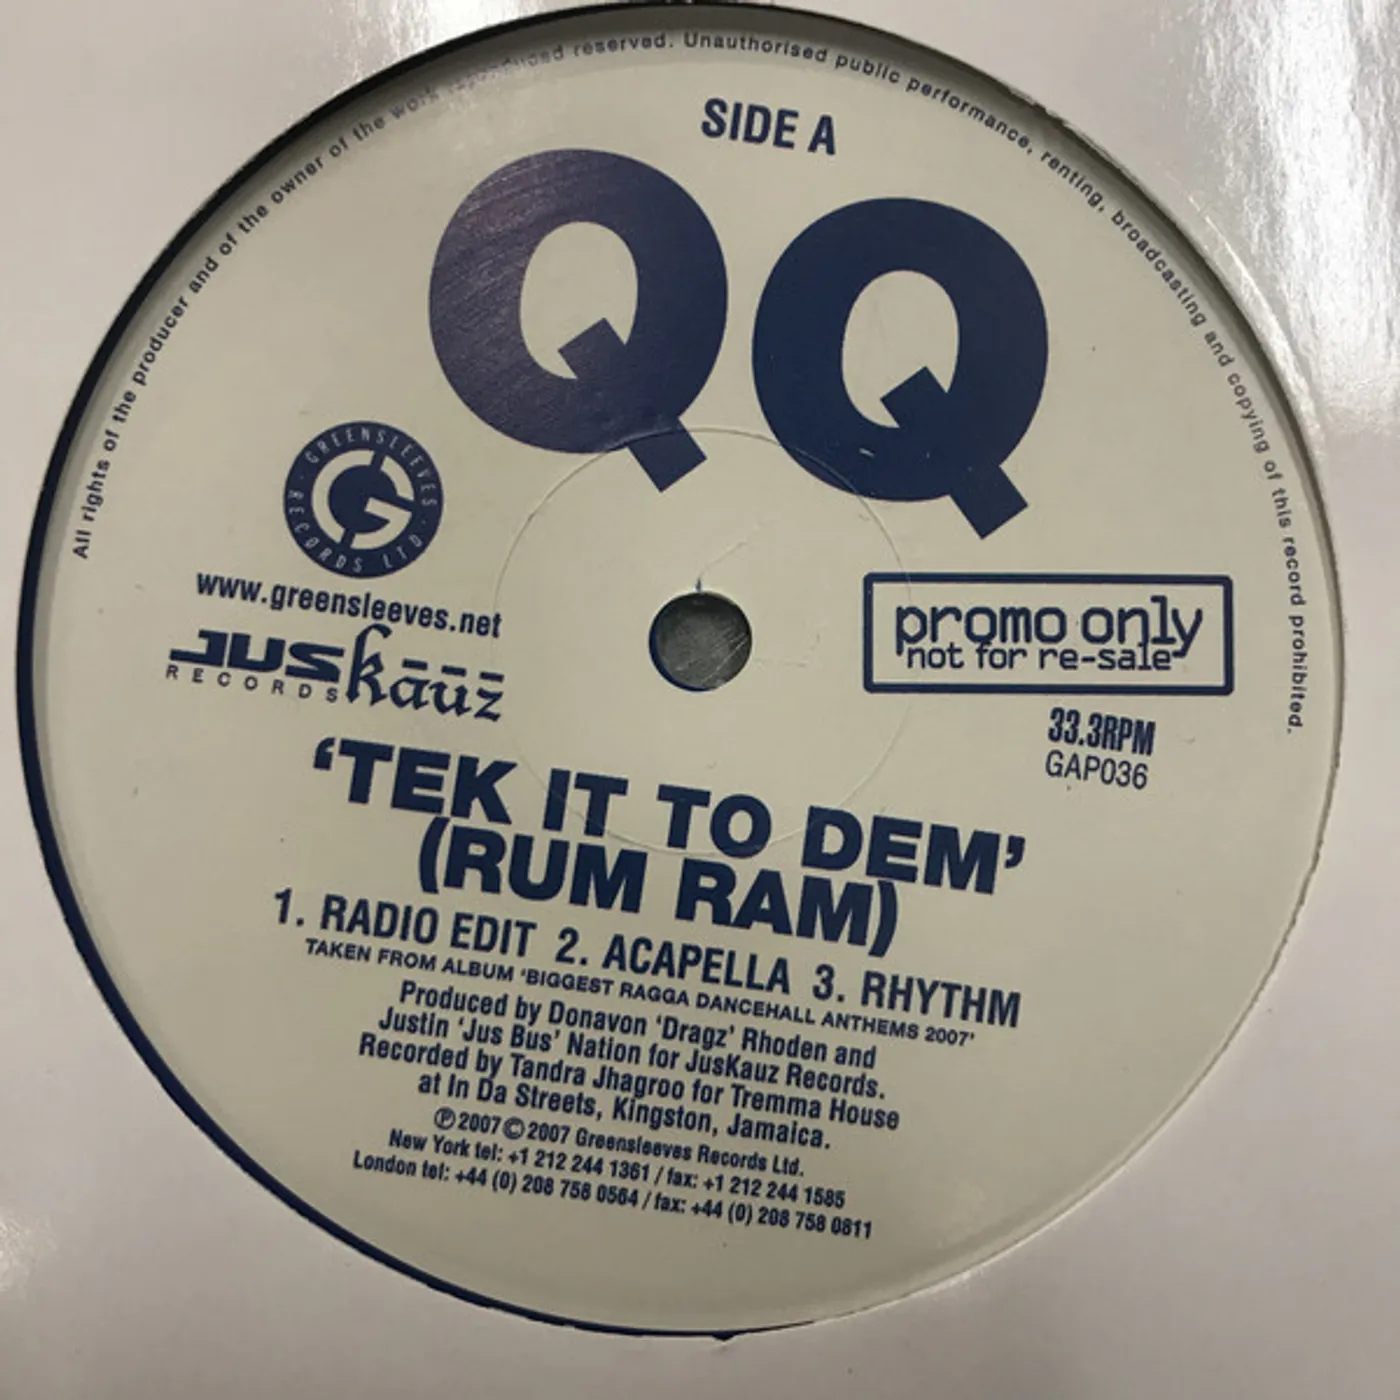 All rights of the producer and of the owner of the work reproduced reserved. Unauthorised public performance, renting, broadcasting and copying of this record prohibited.
SIDE A
QQ
GREENSLEEVES
RECORDS LTD
G
www.greensleeves.net
JUSkāūz̄
RECORDS
promo only
not for re-sale
33.3RPM
GAP036
‘TEK IT TO DEM’
(RUM RAM)
1. RADIO EDIT 2. ACAPELLA 3. RHYTHM
TAKEN FROM ALBUM ‘BIGGEST RAGGA DANCEHALL ANTHEMS 2007’
Produced by Donavon ‘Dragz’ Rhoden and
Justin ‘Jus Bus’ Nation for JusKauz Records.
Recorded by Tandra Jhagroo for Tremma House
at In Da Streets, Kingston, Jamaica.
℗2007©2007 Greensleeves Records Ltd.
New York tel: +1 212 244 1361 / fax: +1 212 244 1585
London tel: +44 (0) 208 758 0564 / fax: +44 (0) 208 758 0811